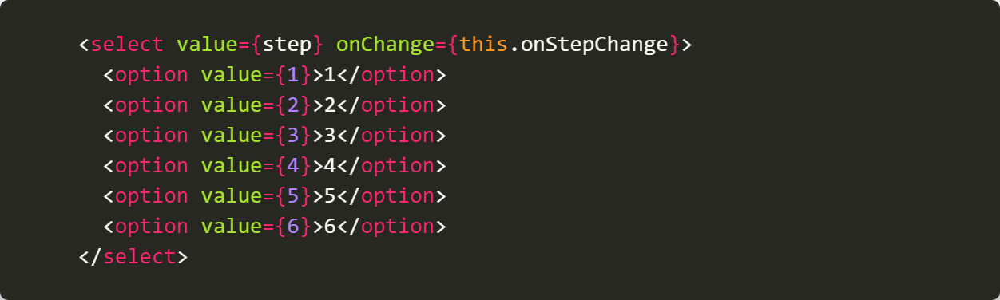 <select value={step} onChange={this.onStepChange}>
<option value={1}>1</option>
<option value={2}>2</option>
<option value={3}>3</option>
<option value={4}>4</option>
<option value={5}>5</option>
<option value={6}>6</option>
</select>